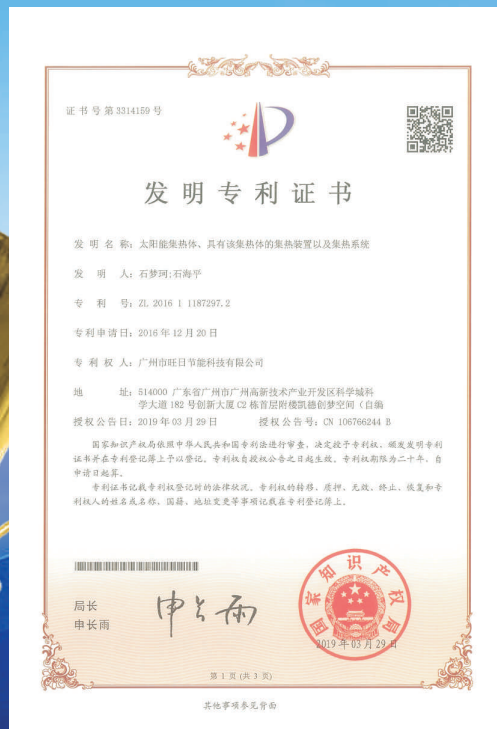 证书号第3314159号
发明专利证书
发 明 名 称：太阳能集热体、具有该集热体的集热装置以及集热系统
发 明 人：石梦珂;石海平
专 利 号：ZL 2016 1 1187297.2
专利申请日：2016年12月20日
专 利 权 人：广州市旺日节能科技有限公司
地 址：514000 广东省广州市广州高新技术产业开发区科学城科
学大道182号创新大厦C2栋首层附楼凯德创梦空间（自编
授权公告日：2019年03月29日 授权公告号：CN 106766244 B
国家知识产权局依照中华人民共和国专利法进行审查，决定授予专利权，颁发发明专利
证书并在专利登记簿上予以登记。专利权自授权公告之日起生效。专利权期限为二十年，自
申请日起算。
专利证书记载专利权登记时的法律状况。专利权的转移、质押、无效、终止、恢复和专
利权人的姓名或名称、国籍、地址变更等事项记载在专利登记簿上。
局长
申长雨
申长雨
国家知识产权局
2019年03月29日
第 1 页 (共 3 页)
其他事项参见背面